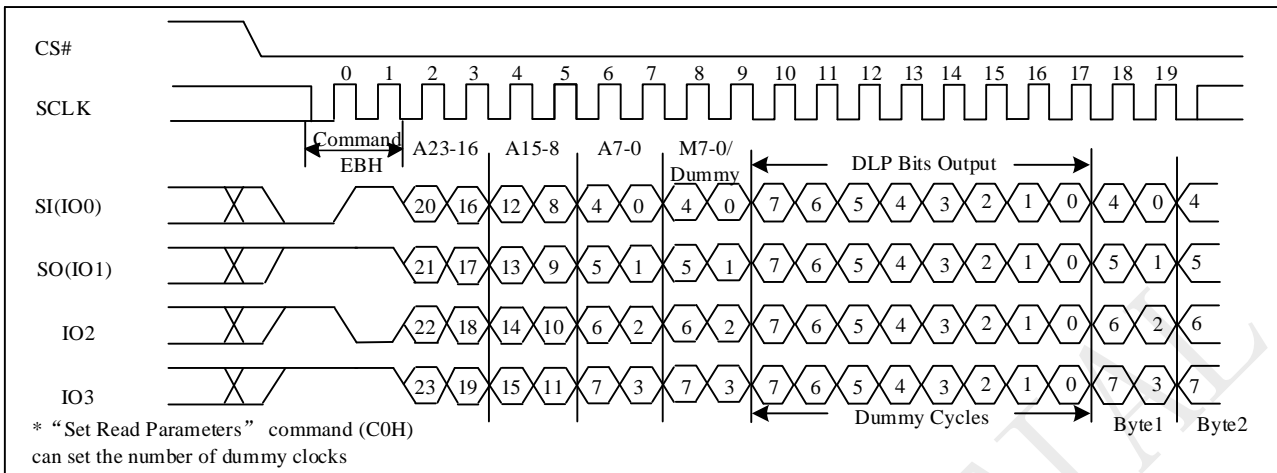 CS#
0 1 2 3 4 5 6 7 8 9 10 11 12 13 14 15 16 17 18 19
SCLK
Command
EBH
A23-16 A15-8 A7-0 M7-0/
Dummy
DLP Bits Output
SI(IO0) 20 16 12 8 4 0 4 0 7 6 5 4 3 2 1 0 4 0 4
SO(IO1) 21 17 13 9 5 1 5 1 7 6 5 4 3 2 1 0 5 1 5
IO2 22 18 14 10 6 2 6 2 7 6 5 4 3 2 1 0 6 2 6
IO3 23 19 15 11 7 3 7 3 7 6 5 4 3 2 1 0 7 3 7
Dummy Cycles Byte1 Byte2
* “Set Read Parameters” command (C0H)
can set the number of dummy clocks